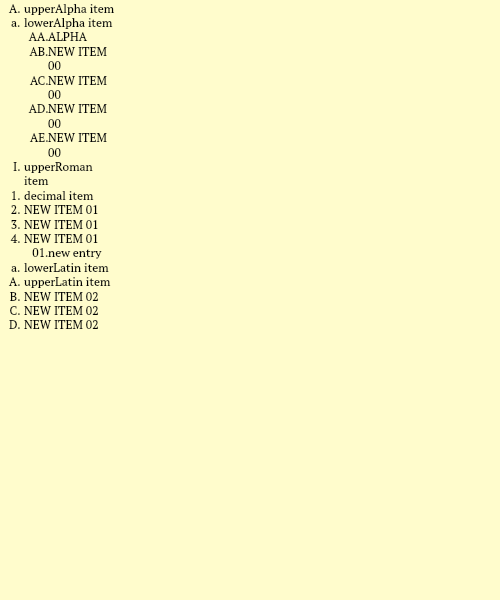 A. upperAlpha item
a. lowerAlpha item
AA.ALPHA
AB.NEW ITEM
00
AC.NEW ITEM
00
AD.NEW ITEM
00
AE.NEW ITEM
00
I. upperRoman
item
1. decimal item
2. NEW ITEM 01
3. NEW ITEM 01
4. NEW ITEM 01
01.new entry
a. lowerLatin item
A. upperLatin item
B. NEW ITEM 02
C. NEW ITEM 02
D. NEW ITEM 02